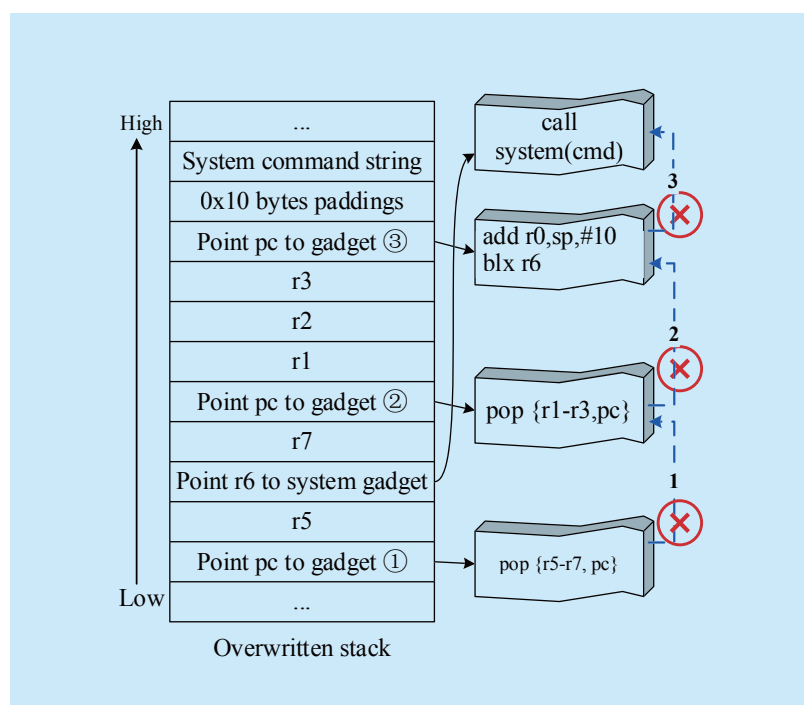 High
...
System command string
0x10 bytes paddings
Point pc to gadget ③
r3
r2
r1
Point pc to gadget ②
r7
Point r6 to system gadget
r5
Point pc to gadget ①
...
Low
Overwritten stack
call
system(cmd)
3
add r0,sp,#10
blx r6
2
pop {r1-r3,pc}
1
pop {r5-r7, pc}